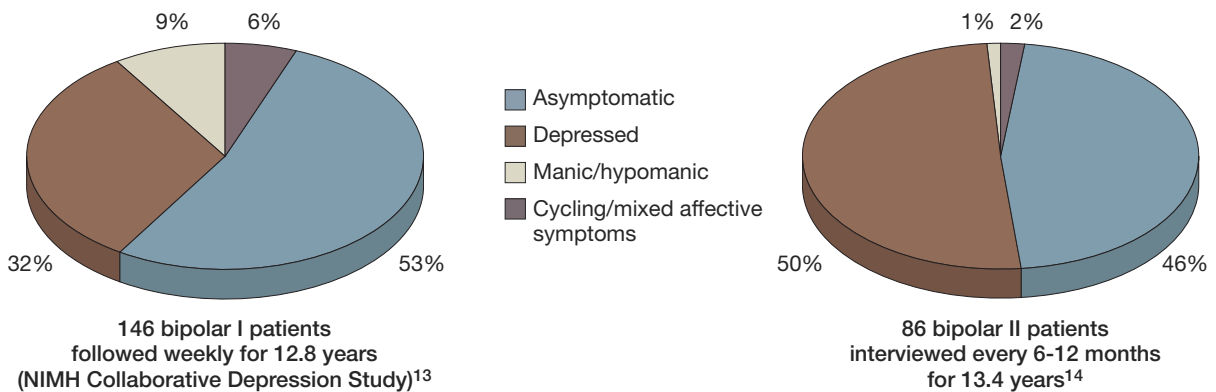 9%
6%
32%
53%
146 bipolar I patients
followed weekly for 12.8 years
(NIMH Collaborative Depression Study)¹³
Asymptomatic
Depressed
Manic/hypomanic
Cycling/mixed affective
symptoms
1%
2%
50%
46%
86 bipolar II patients
interviewed every 6-12 months
for 13.4 years¹⁴